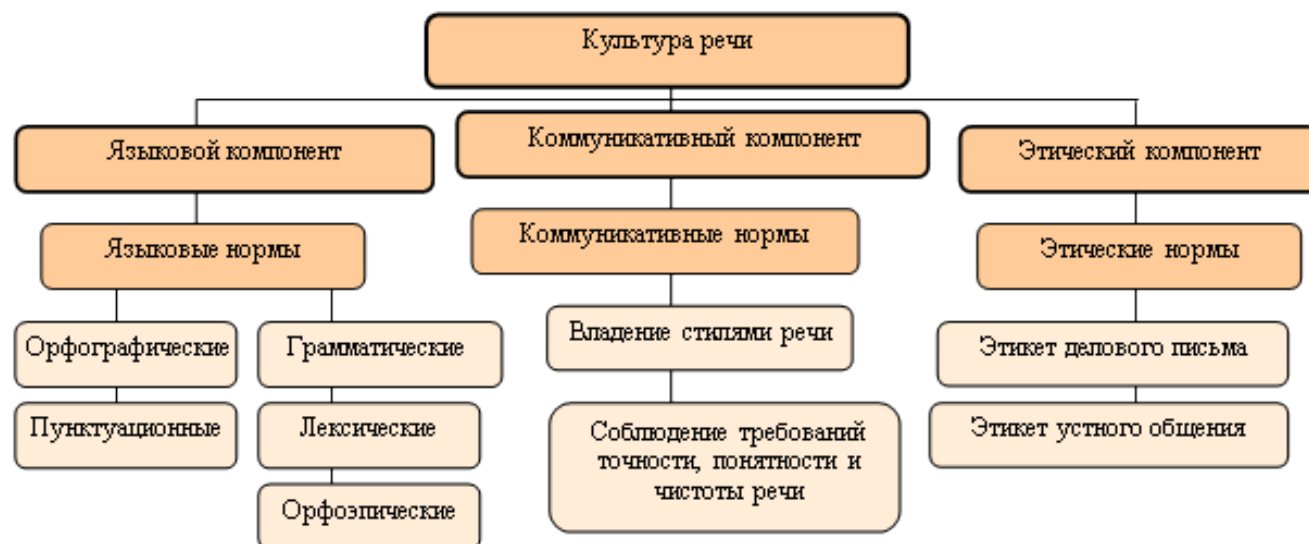 Культура речи
Языковой компонент
Коммуникативный компонент
Этический компонент
Языковые нормы
Коммуникативные нормы
Этические нормы
Орфографические
Грамматические
Владение стилями речи
Этикет делового письма
Пунктуационные
Лексические
Соблюдение требований
точности, понятности и
чистоты речи
Этикет устного общения
Орфоэпические